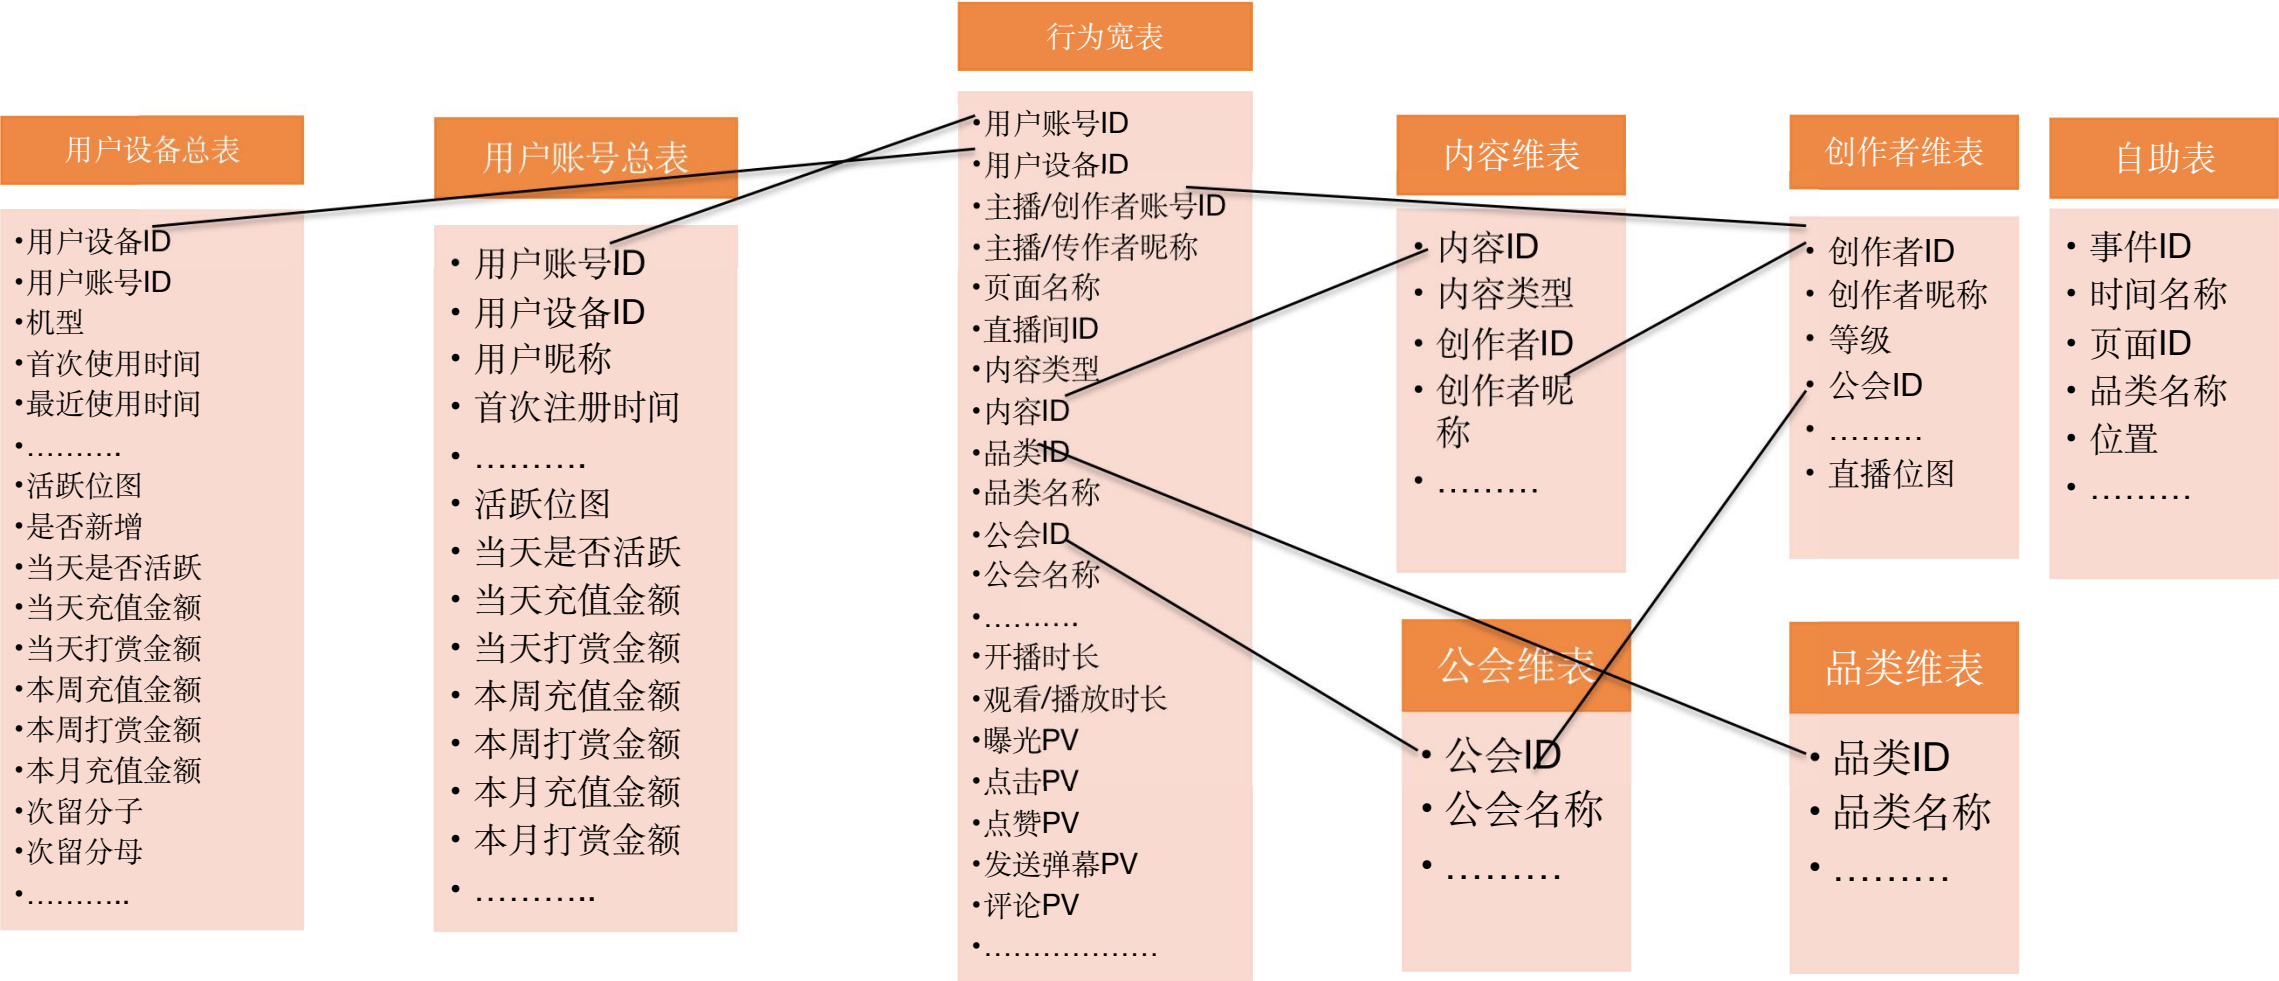 行为宽表
•用户账号ID
•用户设备ID
•主播/创作者账号ID
•主播/传作者昵称
•页面名称
•直播间ID
•内容类型
•内容ID
•品类ID
•品类名称
•公会ID
•公会名称
•……….
•开播时长
•观看/播放时长
•曝光PV
•点击PV
•点赞PV
•发送弹幕PV
•评论PV
•………………
用户设备总表
•用户设备ID
•用户账号ID
•机型
•首次使用时间
•最近使用时间
•……….
•活跃位图
•是否新增
•当天是否活跃
•当天充值金额
•当天打赏金额
•本周充值金额
•本周打赏金额
•本月充值金额
•次留分子
•次留分母
•………..
用户账号总表
• 用户账号ID
• 用户设备ID
• 用户昵称
• 首次注册时间
• ……….
• 活跃位图
• 当天是否活跃
• 当天充值金额
• 当天打赏金额
• 本周充值金额
• 本周打赏金额
• 本月充值金额
• 本月打赏金额
• ………..
内容维表
• 内容ID
• 内容类型
• 创作者ID
• 创作者昵
称
• ………
创作者维表
• 创作者ID
• 创作者昵称
• 等级
• 公会ID
• ………
• 直播位图
自助表
• 事件ID
• 时间名称
• 页面ID
• 品类名称
• 位置
• ………
公会维表
• 公会ID
• 公会名称
• ………
品类维表
• 品类ID
• 品类名称
• ………